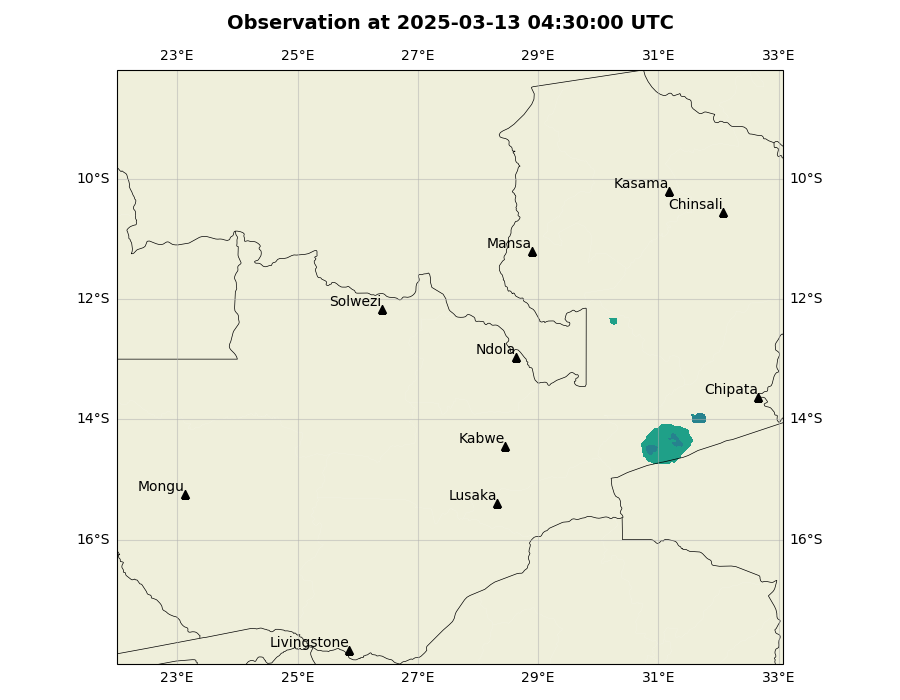 Observation at 2025-03-13 04:30:00 UTC
23°E 25°E 27°E 29°E 31°E 33°E
10°S 10°S
Kasama
Chinsali
Mansa
12°S 12°S
Solwezi
Ndola
Chipata
14°S 14°S
Kabwe
Mongu
Lusaka
16°S 16°S
Livingstone
23°E 25°E 27°E 29°E 31°E 33°E